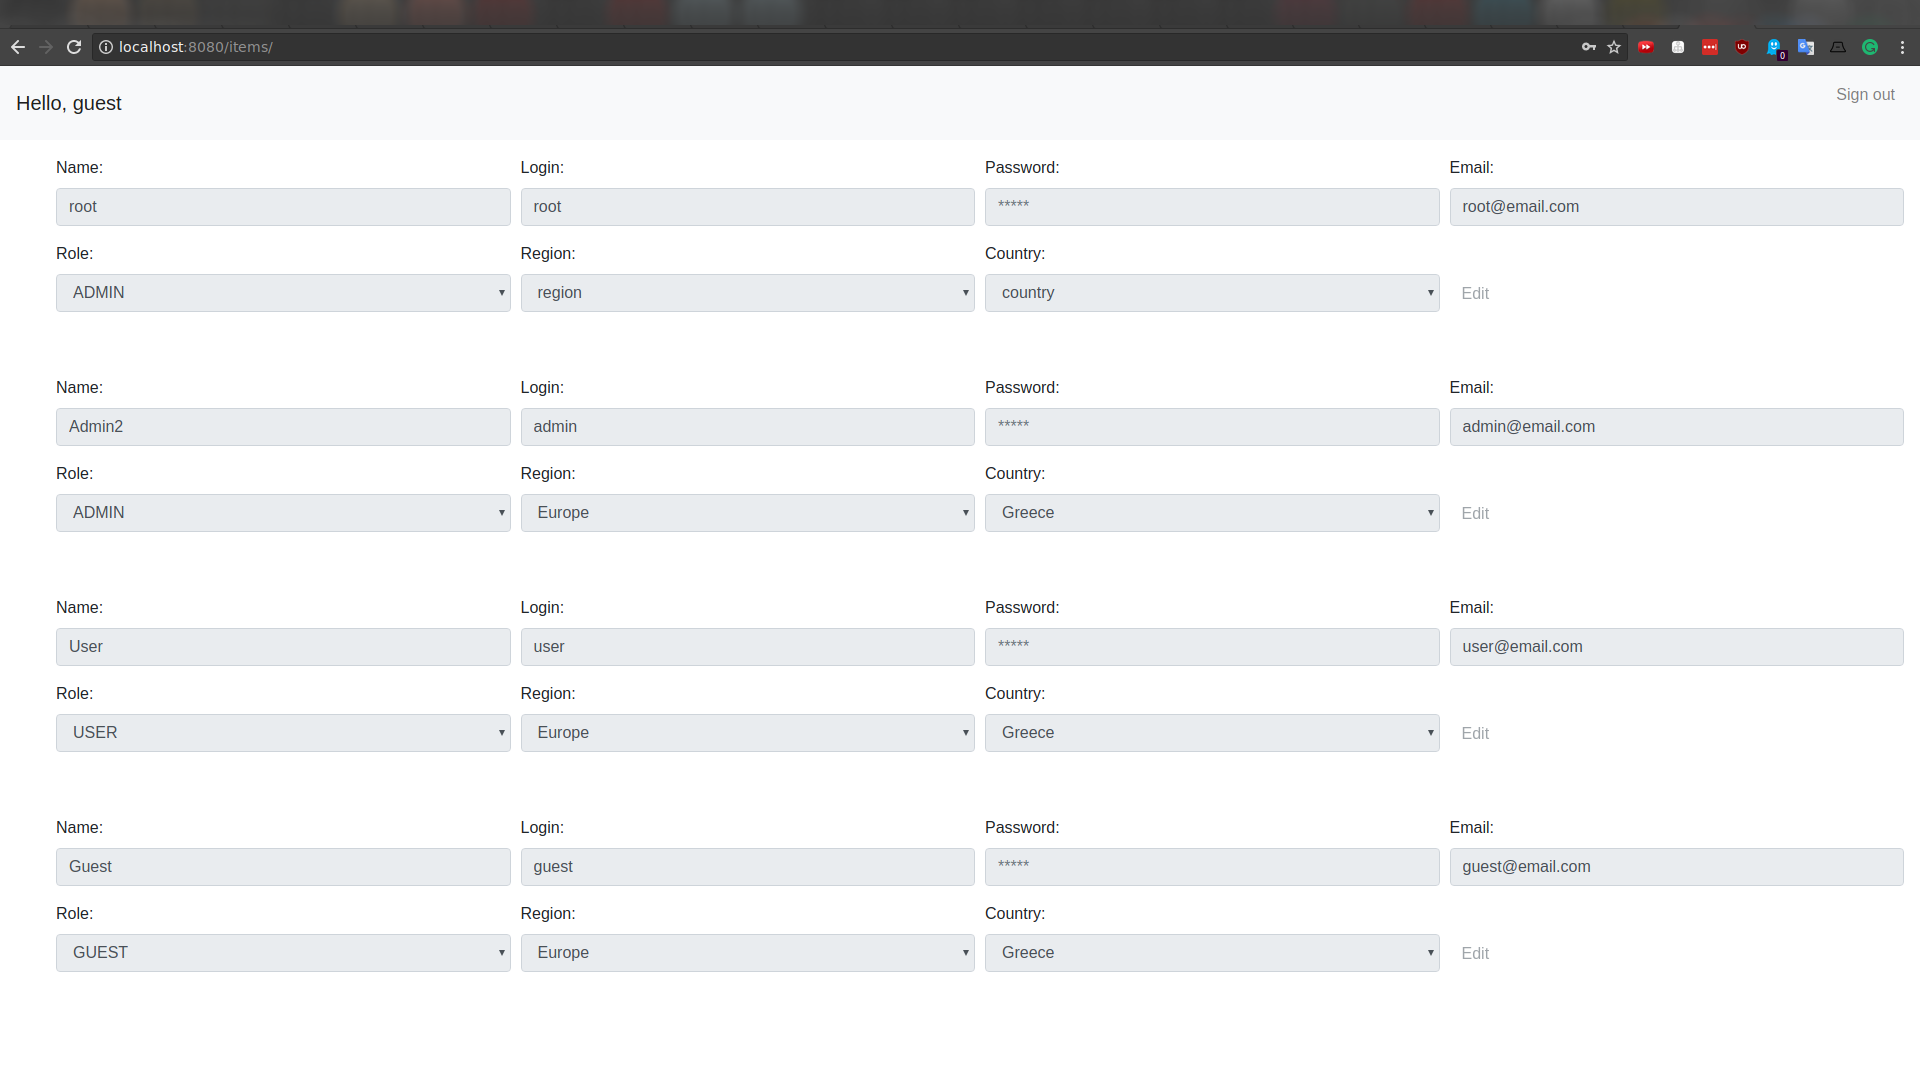 localhost:8080/items/
0
Hello, guest
Sign out
Name: Login: Password: Email:
root root ***** root@email.com
Role: Region: Country:
ADMIN region country Edit
Name: Login: Password: Email:
Admin2 admin ***** admin@email.com
Role: Region: Country:
ADMIN Europe Greece Edit
Name: Login: Password: Email:
User user ***** user@email.com
Role: Region: Country:
USER Europe Greece Edit
Name: Login: Password: Email:
Guest guest ***** guest@email.com
Role: Region: Country:
GUEST Europe Greece Edit